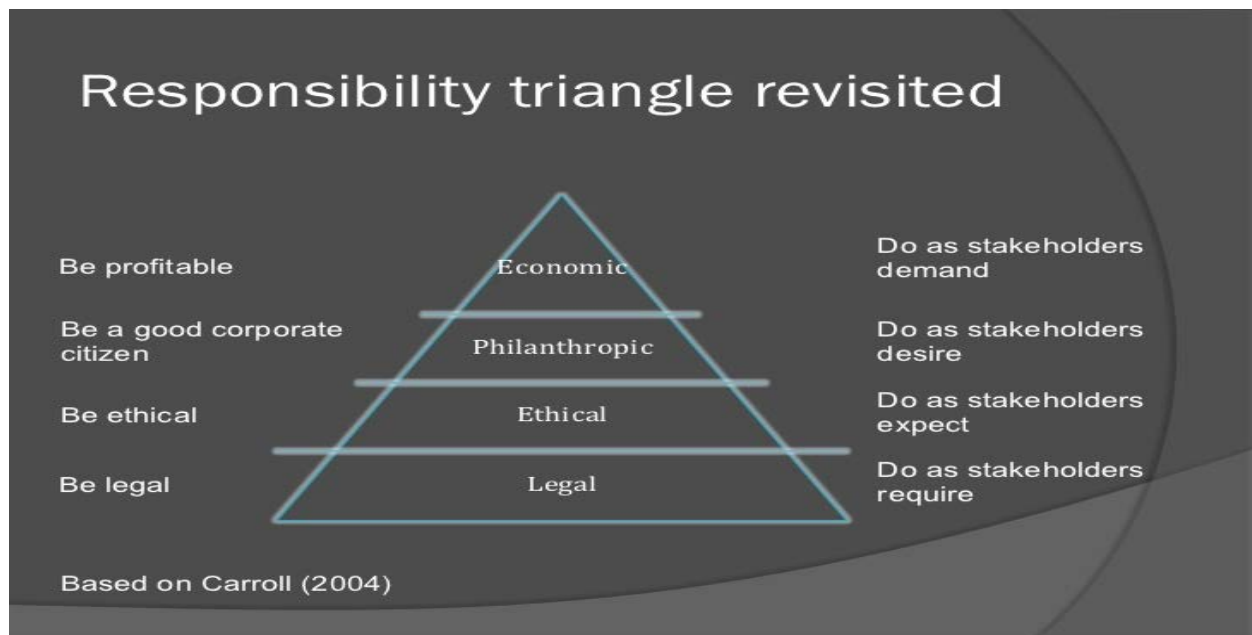 Responsibility triangle revisited
Be profitable
Economic
Do as stakeholders
demand
Be a good corporate
citizen
Philanthropic
Do as stakeholders
desire
Be ethical
Ethical
Do as stakeholders
expect
Be legal
Legal
Do as stakeholders
require
Based on Carroll (2004)